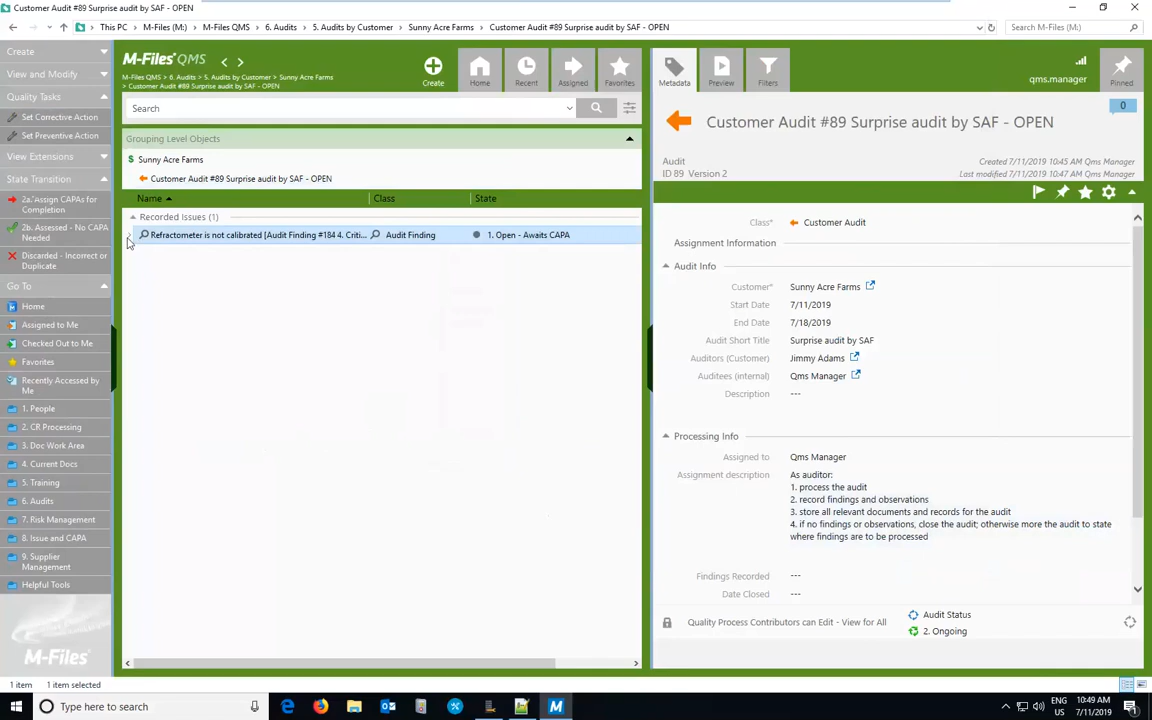 Customer Audit #89 Surprise audit by SAF - OPEN
This PC > M-Files (M:) > M-Files QMS > 6. Audits > 5. Audits by Customer > Sunny Acre Farms > Customer Audit #89 Surprise audit by SAF - OPEN
Search M-Files (M:)
Create
View and Modify
Quality Tasks
Set Corrective Action
Set Preventive Action
View Extensions
State Transition
2a. Assign CAPAs for
Completion
2b. Assessed - No CAPA
Needed
Discarded - Incorrect or
Duplicate
Go To
Home
Assigned to Me
Checked Out to Me
Favorites
Recently Accessed by
Me
1. People
2. CR Processing
3. Doc Work Area
4. Current Docs
5. Training
6. Audits
7. Risk Management
8. Issue and CAPA
9. Supplier
Management
Helpful Tools
M-Files
M-Files QMS
M-Files QMS > 6. Audits > 5. Audits by Customer > Sunny Acre Farms
> Customer Audit #89 Surprise audit by SAF - OPEN
Create
Home
Recent
Assigned
Favorites
Search
Grouping Level Objects
$ Sunny Acre Farms
Customer Audit #89 Surprise audit by SAF - OPEN
Name Class State
Recorded Issues (1)
Refractometer is not calibrated [Audit Finding #184 4. Criti... Audit Finding 1. Open - Awaits CAPA
Metadata
Preview
Filters
qms.manager
Pinned
0
Customer Audit #89 Surprise audit by SAF - OPEN
Audit
ID 89 Version 2
Created 7/11/2019 10:45 AM Qms Manager
Last modified 7/11/2019 10:47 AM Qms Manager
Class* Customer Audit
Assignment Information
Audit Info
Customer* Sunny Acre Farms
Start Date 7/11/2019
End Date 7/18/2019
Audit Short Title Surprise audit by SAF
Auditors (Customer) Jimmy Adams
Auditees (internal) Qms Manager
Description ---
Processing Info
Assigned to Qms Manager
Assignment description As auditor:
1. process the audit
2. record findings and observations
3. store all relevant documents and records for the audit
4. if no findings or observations, close the audit; otherwise more the audit to state
where findings are to be processed
Findings Recorded ---
Date Closed ---
Quality Process Contributors can Edit - View for All
Audit Status
2. Ongoing
1 item 1 item selected
Type here to search
ENG
US
10:49 AM
7/11/2019